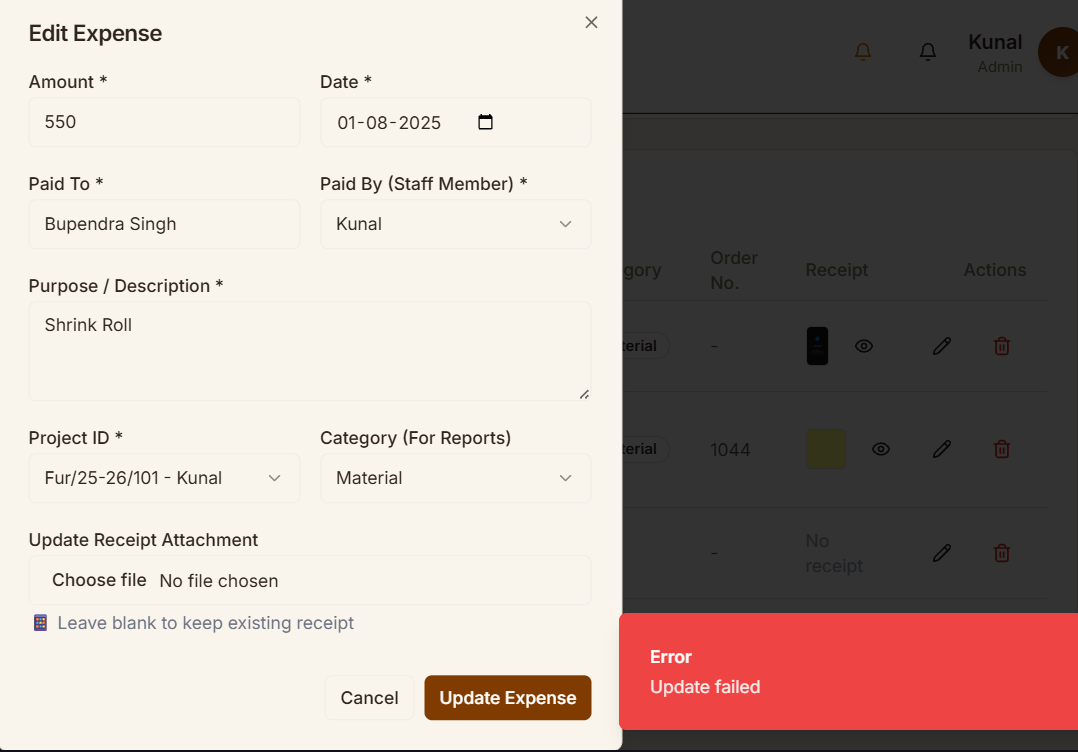 Edit Expense
Amount *
Date *
550
01-08-2025
Paid To *
Paid By (Staff Member) *
Bupendra Singh
Kunal
Purpose / Description *
Shrink Roll
Project ID *
Category (For Reports)
Fur/25-26/101 - Kunal
Material
Update Receipt Attachment
Choose file No file chosen
Leave blank to keep existing receipt
Cancel
Update Expense
Kunal
Admin
K
gory
Order
No.
Receipt
Actions
terial
-
terial
1044
-
No
receipt
Error
Update failed